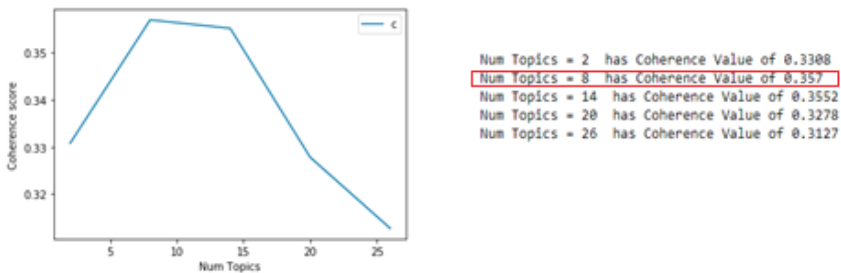 c
0.35
0.34
0.33
0.32
Coherence score
5 10 15 20 25
Num Topics
Num Topics = 2 has Coherence Value of 0.3308
Num Topics = 8 has Coherence Value of 0.357
Num Topics = 14 has Coherence Value of 0.3552
Num Topics = 20 has Coherence Value of 0.3278
Num Topics = 26 has Coherence Value of 0.3127